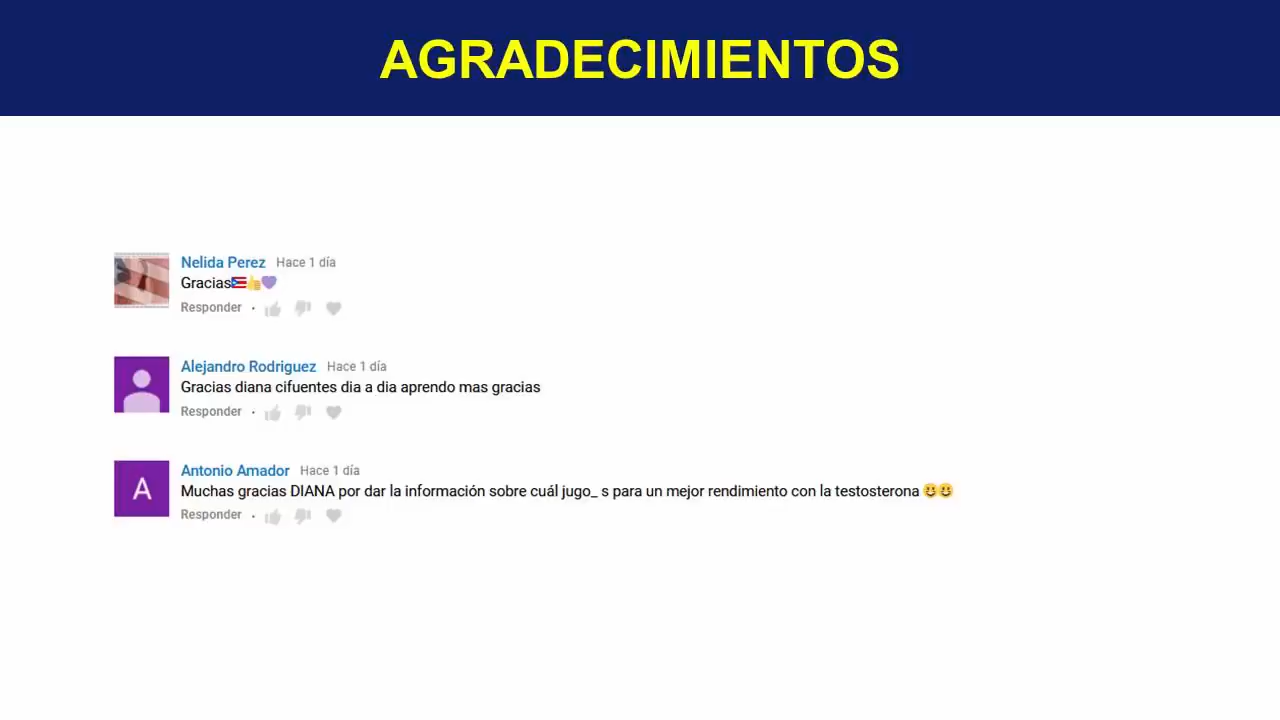 AGRADECIMIENTOS
Nelida Perez Hace 1 día
Gracias🇵🇷👍💜
Responder ·
Alejandro Rodriguez Hace 1 día
Gracias diana cifuentes dia a dia aprendo mas gracias
Responder ·
A
Antonio Amador Hace 1 día
Muchas gracias DIANA por dar la información sobre cuál jugo_ s para un mejor rendimiento con la testosterona 😃😃
Responder ·